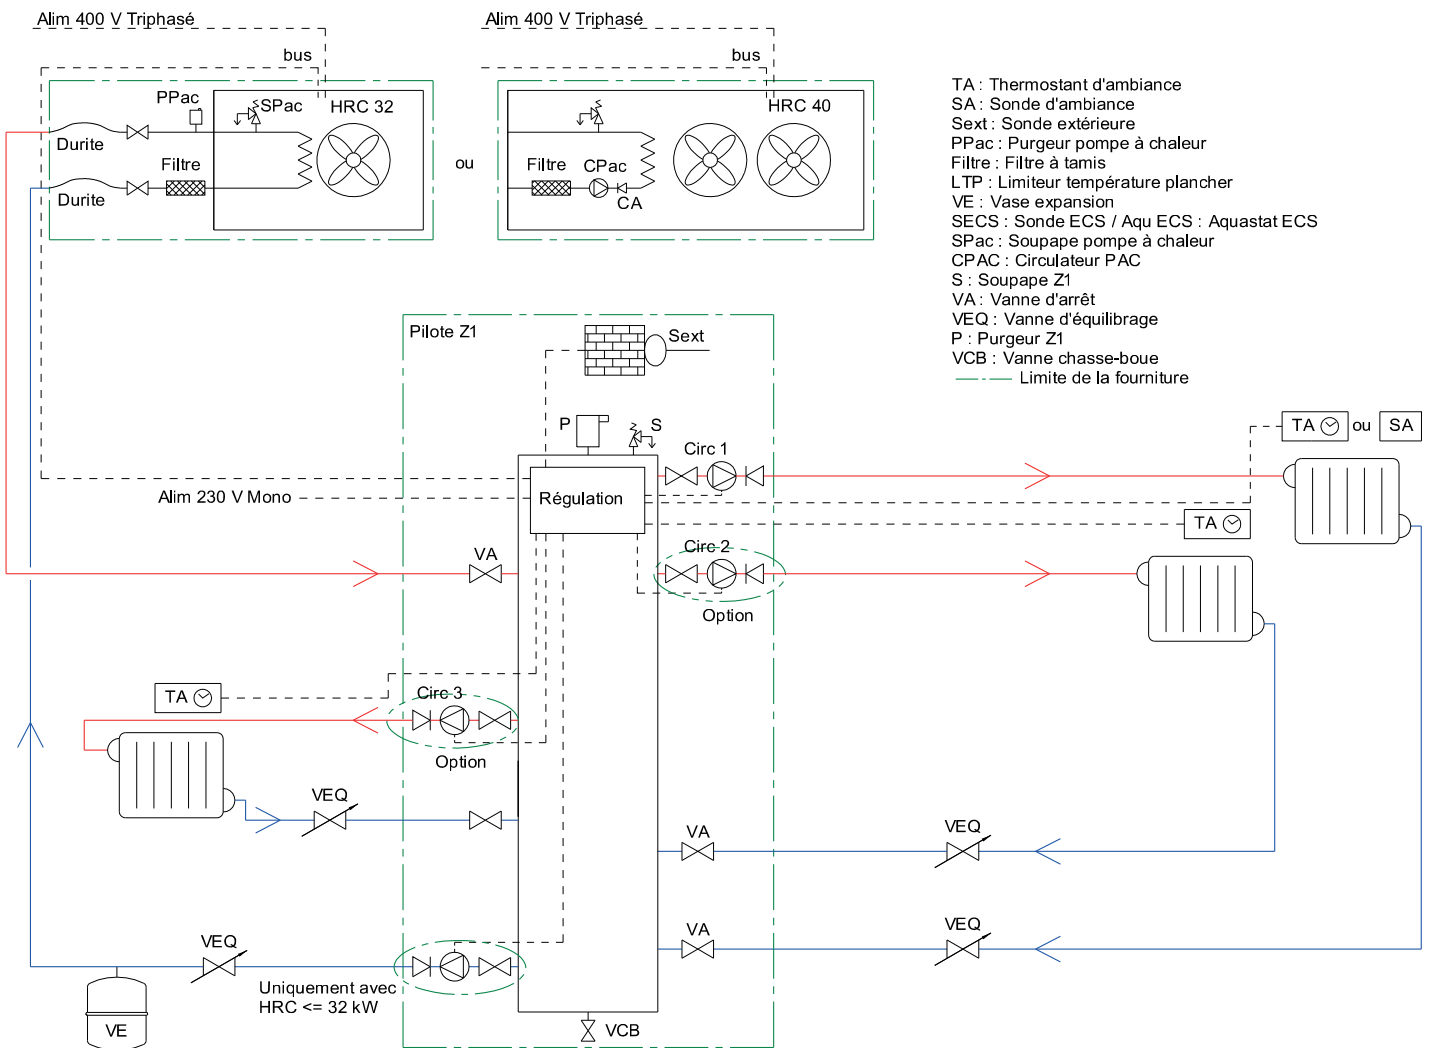 Alim 400 V Triphasé
Alim 400 V Triphasé
bus
bus
PPac
SPac
HRC 32
HRC 40
Durite
Filtre
Durite
ou
Filtre
CPac
CA
TA : Thermostant d'ambiance
SA : Sonde d'ambiance
Sext : Sonde extérieure
PPac : Purgeur pompe à chaleur
Filtre : Filtre à tamis
LTP : Limiteur température plancher
VE : Vase expansion
SECS : Sonde ECS / Aqu ECS : Aquastat ECS
SPac : Soupape pompe à chaleur
CPAC : Circulateur PAC
S : Soupape Z1
VA : Vanne d'arrêt
VEQ : Vanne d'équilibrage
P : Purgeur Z1
VCB : Vanne chasse-boue
Limite de la fourniture
Pilote Z1
Sext
P
S
Circ 1
TA
ou
SA
Alim 230 V Mono
Régulation
TA
VA
Circ 2
Option
TA
Circ 3
Option
VEQ
VA
VEQ
VEQ
VA
VEQ
Uniquement avec
HRC <= 32 kW
VE
VCB